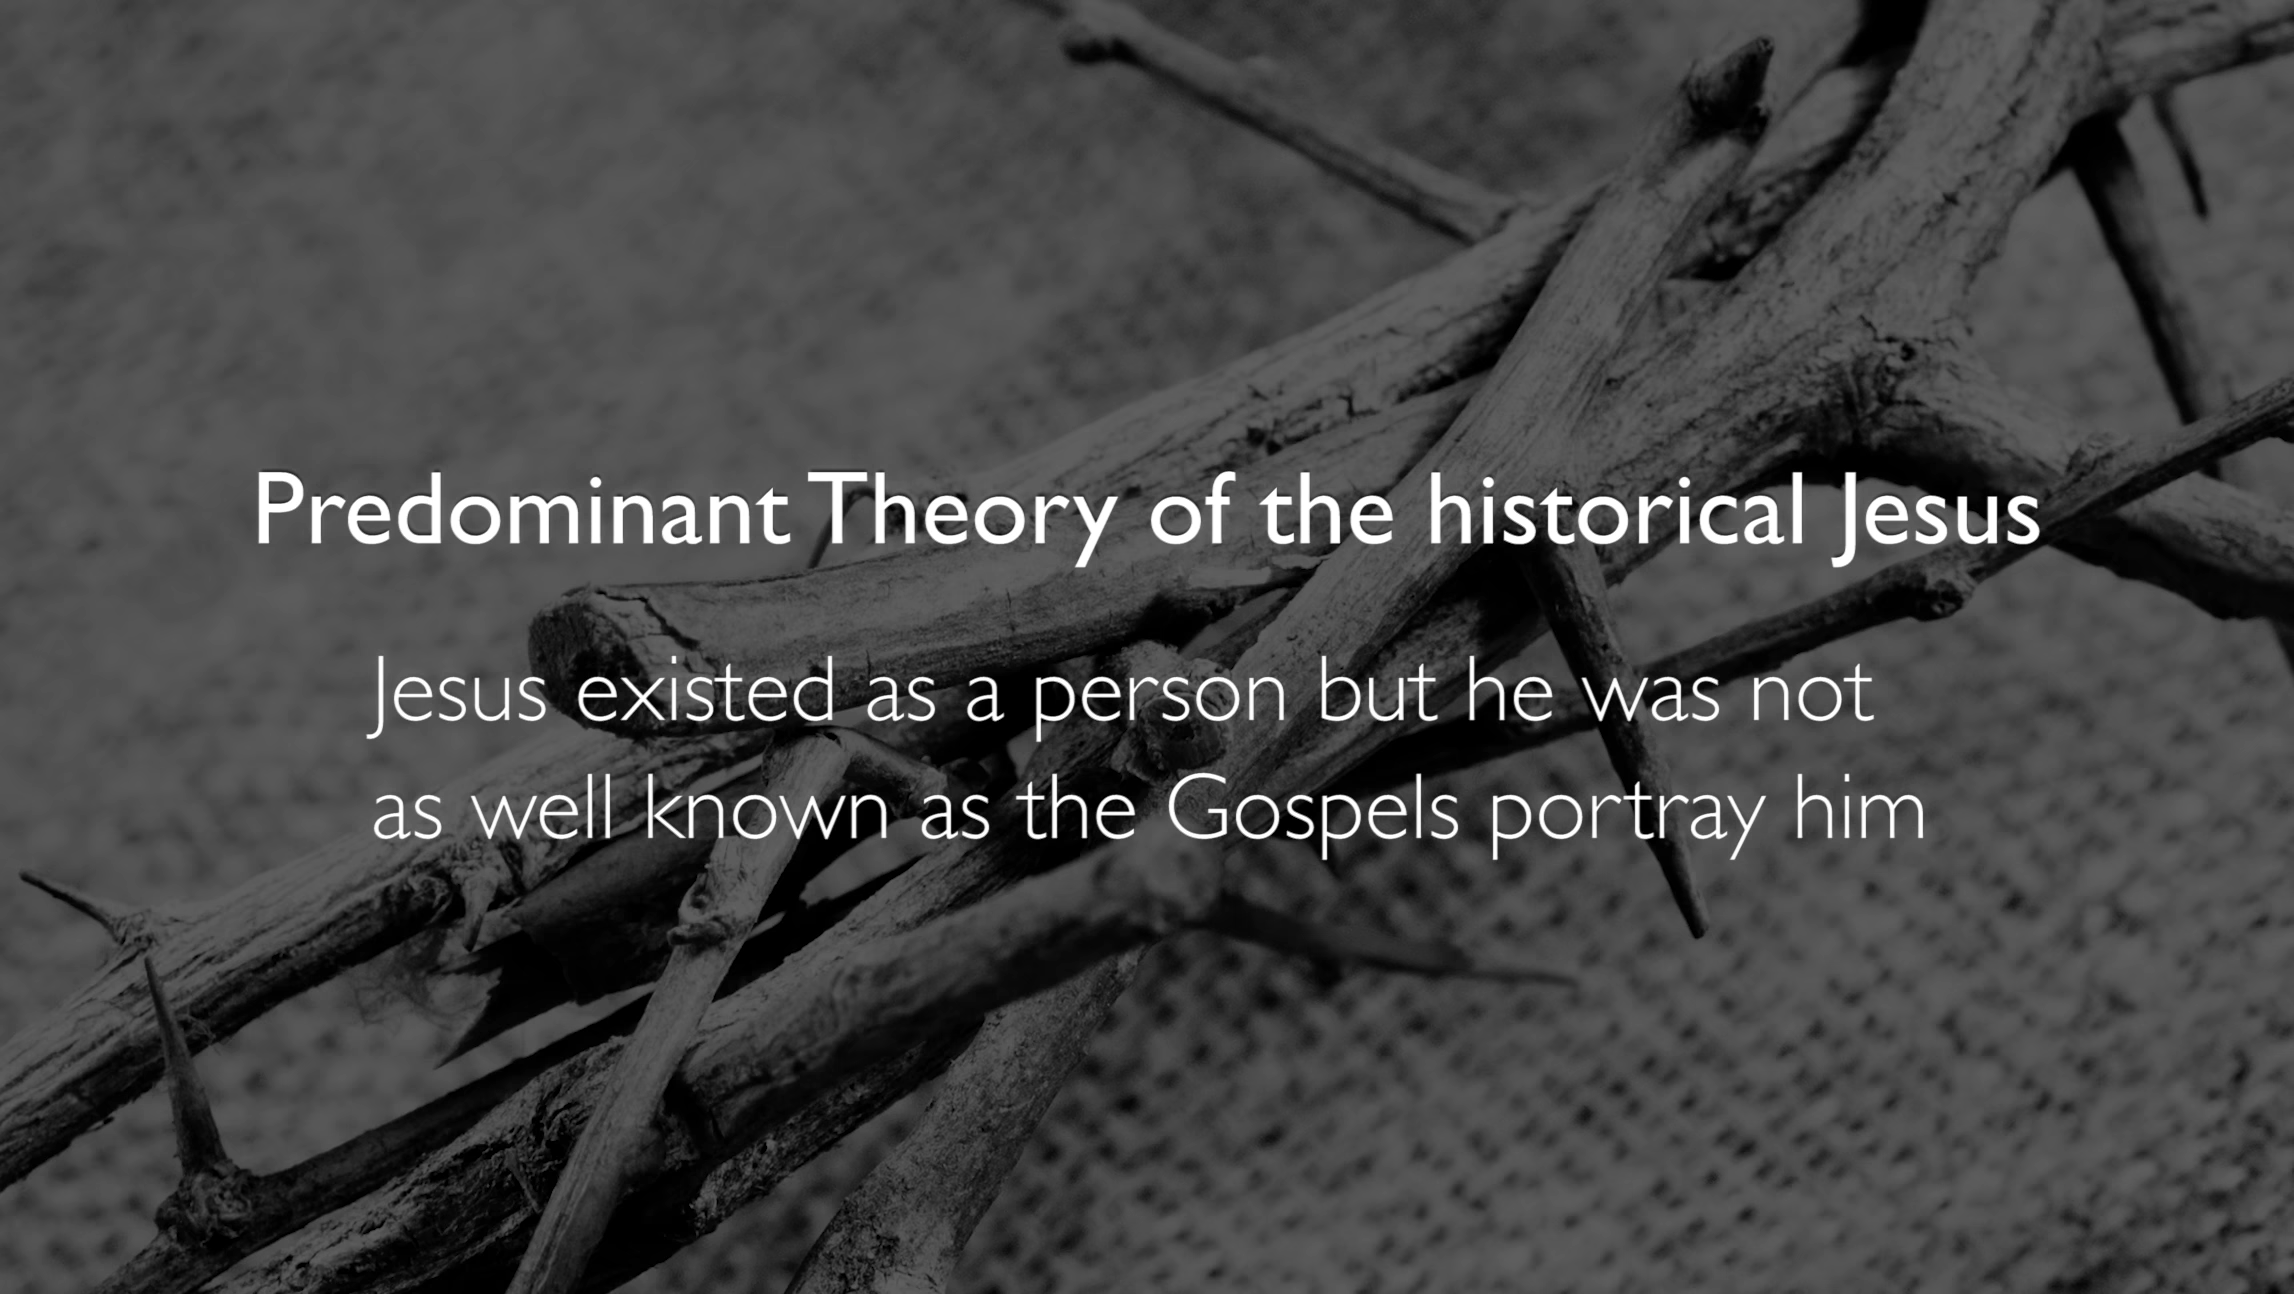 Predominant Theory of the historical Jesus
Jesus existed as a person but he was not
as well known as the Gospels portray him